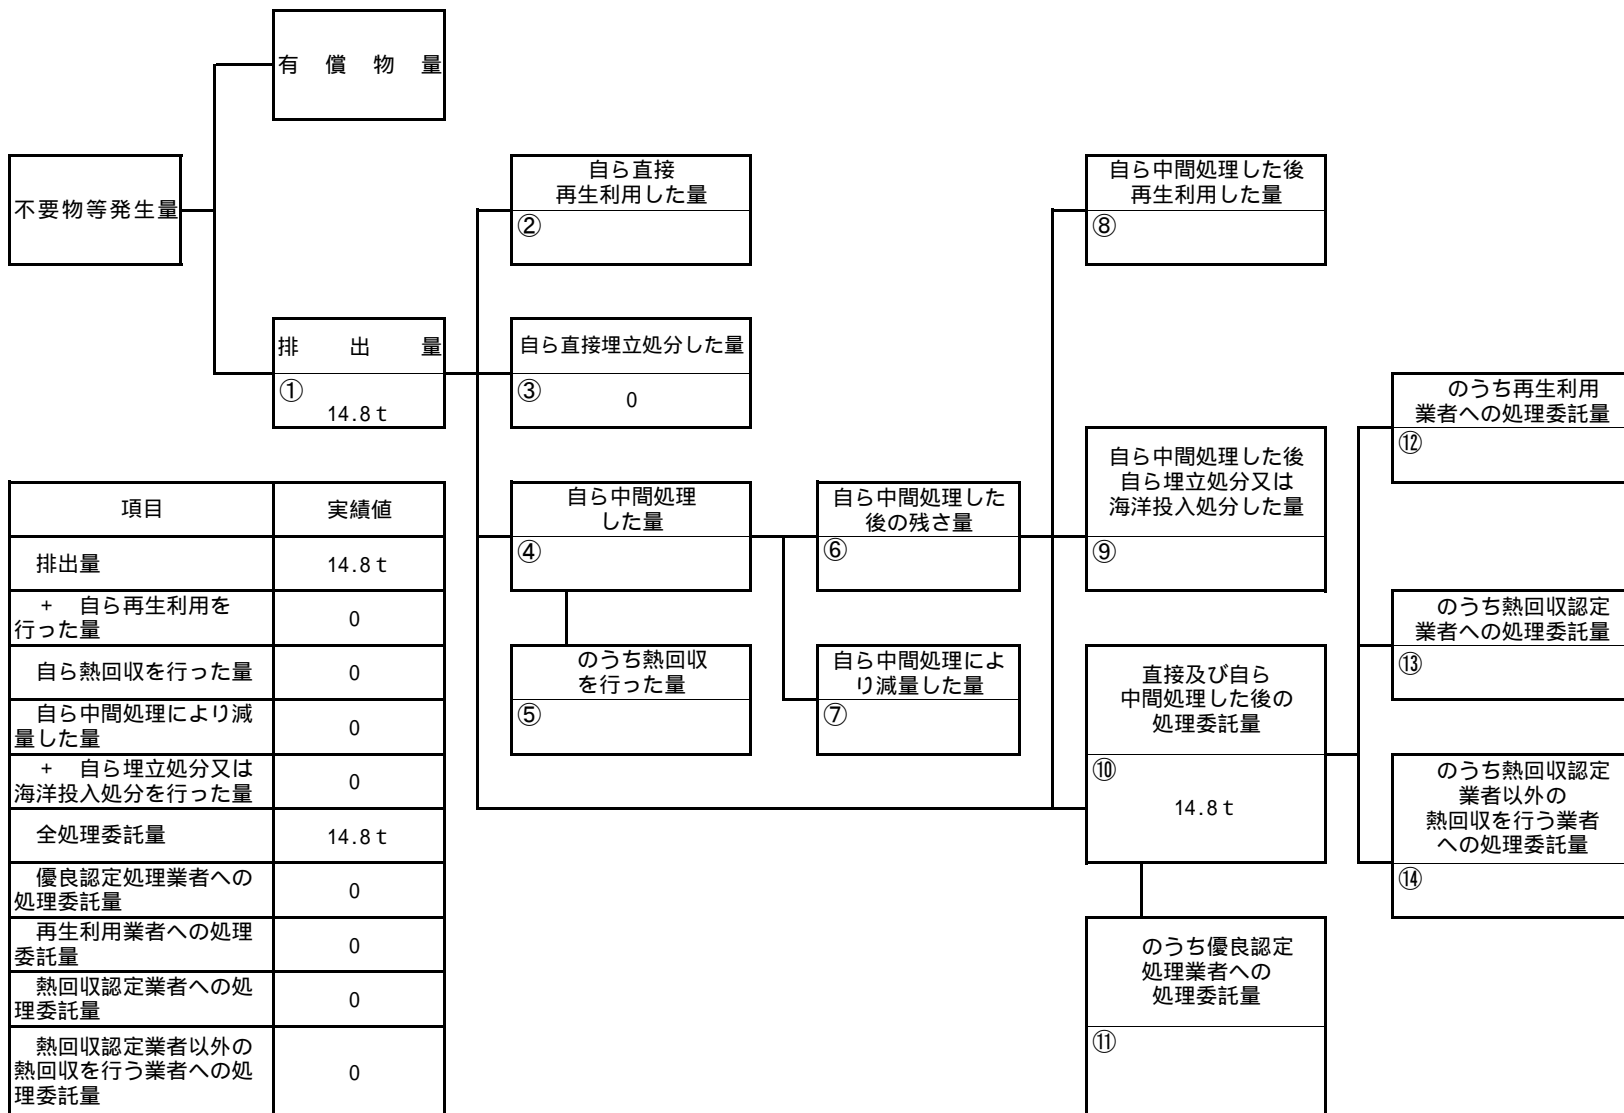 有償物量
不要物等発生量
排出量
①
14.8 t
自ら直接
再生利用した量
②
自ら直接埋立処分した量
③
0
自ら中間処理
した量
④
のうち熱回収
を行った量
⑤
自ら中間処理した
後の残さ量
⑥
自ら中間処理によ
り減量した量
⑦
自ら中間処理した後
再生利用した量
⑧
自ら中間処理した後
自ら埋立処分又は
海洋投入処分した量
⑨
直接及び自ら
中間処理した後の
処理委託量
⑩
14.8 t
のうち優良認定
処理業者への
処理委託量
⑪
のうち再生利用
業者への処理委託量
⑫
のうち熱回収認定
業者への処理委託量
⑬
のうち熱回収認定
業者以外の
熱回収を行う業者
への処理委託量
⑭
項目 実績値
排出量 14.8 t
+ 自ら再生利用を
行った量 0
自ら熱回収を行った量 0
自ら中間処理により減
量した量 0
+ 自ら埋立処分又は
海洋投入処分を行った量 0
全処理委託量 14.8 t
優良認定処理業者への
処理委託量 0
再生利用業者への処理
委託量 0
熱回収認定業者への処
理委託量 0
熱回収認定業者以外の
熱回収を行う業者への処
理委託量 0